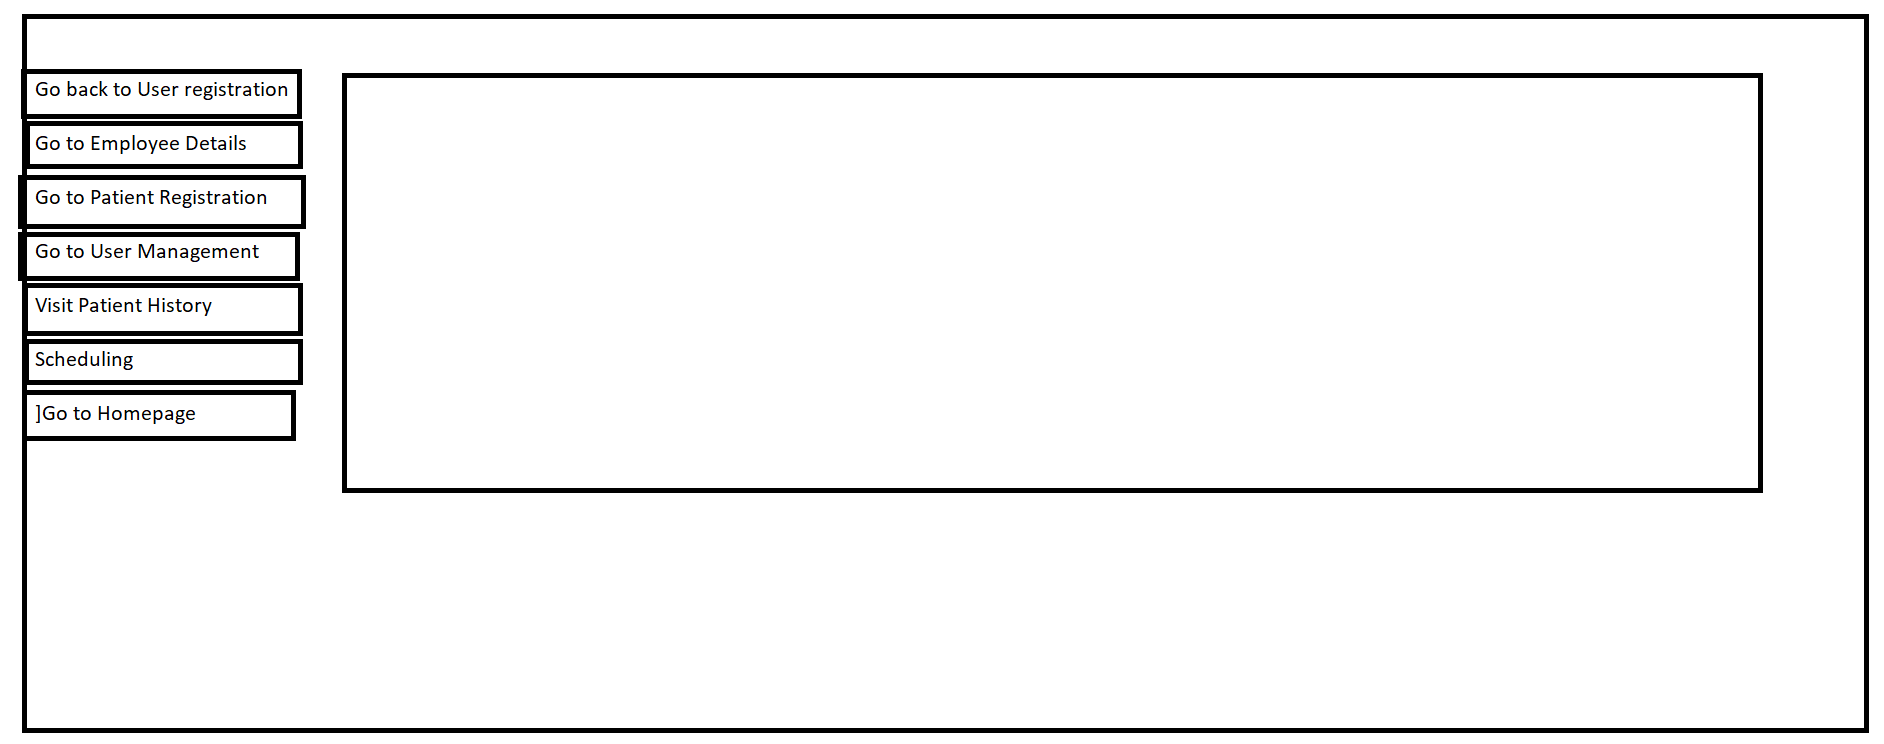 Go back to User registration
Go to Employee Details
Go to Patient Registration
Go to User Management
Visit Patient History
Scheduling
]Go to Homepage